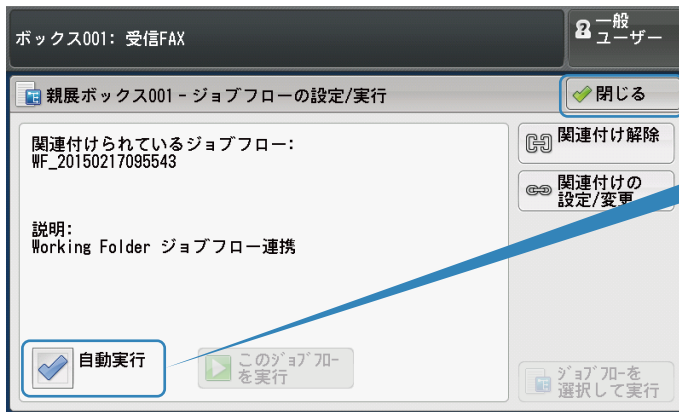 ボックス001: 受信FAX
一般
ユーザー
親展ボックス001 - ジョブフローの設定/実行
閉じる
関連付けられているジョブフロー:
WF_20150217095543
説明:
Working Folder ジョブフロー連携
関連付け解除
関連付けの
設定/変更
自動実行
このジョブフロー
を実行
ジョブフローを
選択して実行